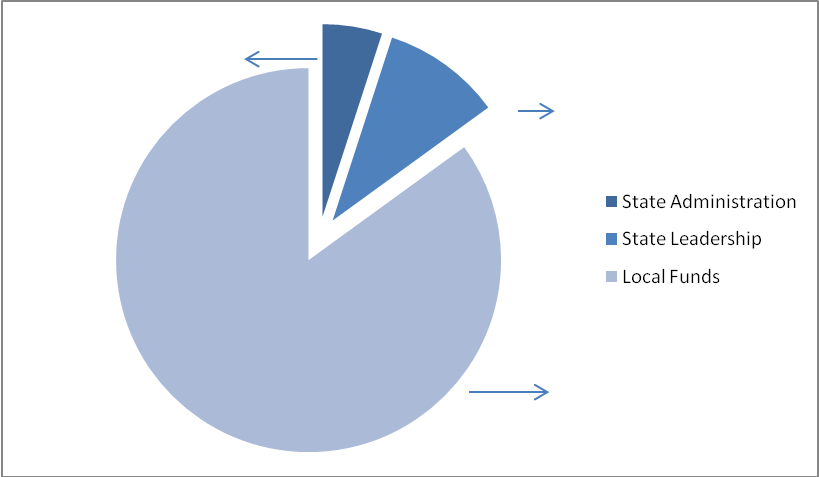 State Administration
State Leadership
Local Funds